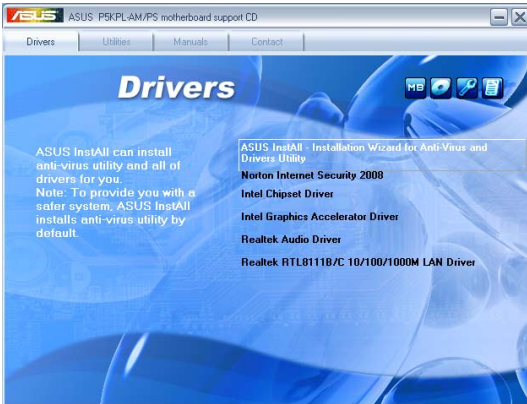 ASUS ASUS P5KPL-AM/PS motherboard support CD
Drivers Utilities Manuals Contact
Drivers
MB
ASUS InstAll can install
anti-virus utility and all of
drivers for you.
Note: To provide you with a
safer system, ASUS InstAll
installs anti-virus utility by
default.
ASUS InstAll - Installation Wizard for Anti-Virus and
Drivers Utility
Norton Internet Security 2008
Intel Chipset Driver
Intel Graphics Accelerator Driver
Realtek Audio Driver
Realtek RTL8111B/C 10/100/1000M LAN Driver